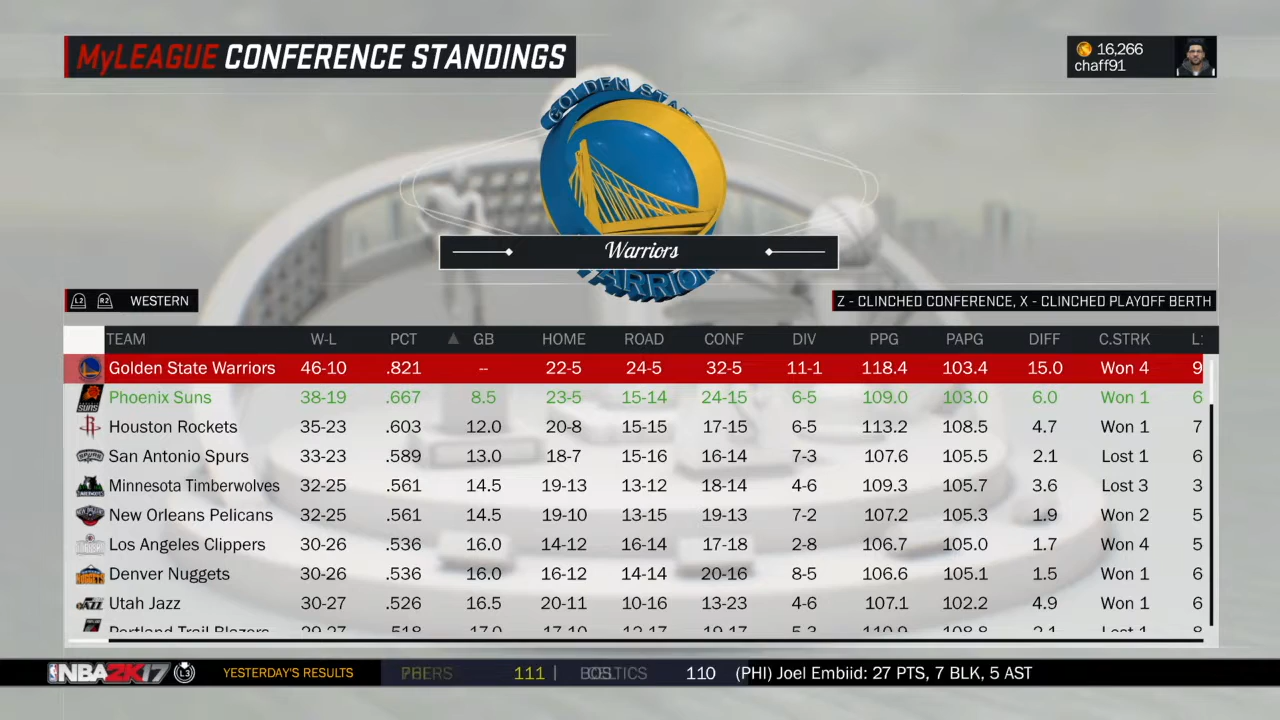 MyLEAGUE CONFERENCE STANDINGS
16,266
chaff91
GOLDEN STATE
Warriors
WARRIORS
L2 R2 WESTERN
Z - CLINCHED CONFERENCE, X - CLINCHED PLAYOFF BERTH
TEAM W-L PCT GB HOME ROAD CONF DIV PPG PAPG DIFF C.STRK
Golden State Warriors 46-10 .821 -- 22-5 24-5 32-5 11-1 118.4 103.4 15.0 Won 4 9
Phoenix Suns 38-19 .667 8.5 23-5 15-14 24-15 6-5 109.0 103.0 6.0 Won 1 6
Houston Rockets 35-23 .603 12.0 20-8 15-15 17-15 6-5 113.2 108.5 4.7 Won 1 7
San Antonio Spurs 33-23 .589 13.0 18-7 15-16 16-14 7-3 107.6 105.5 2.1 Lost 1 6
Minnesota Timberwolves 32-25 .561 14.5 19-13 13-12 18-14 4-6 109.3 105.7 3.6 Lost 3 3
New Orleans Pelicans 32-25 .561 14.5 19-10 13-15 19-13 7-2 107.2 105.3 1.9 Won 2 5
Los Angeles Clippers 30-26 .536 16.0 14-12 16-14 17-18 2-8 106.7 105.0 1.7 Won 4 5
Denver Nuggets 30-26 .536 16.0 16-12 14-14 20-16 8-5 106.6 105.1 1.5 Won 1 6
Utah Jazz 30-27 .526 16.5 20-11 10-16 13-23 4-6 107.1 102.2 4.9 Won 1 6
Portland Trail Blazers
NBA2K17 L3 YESTERDAY'S RESULTS 111 110 (PHI) Joel Embiid: 27 PTS, 7 BLK, 5 AST